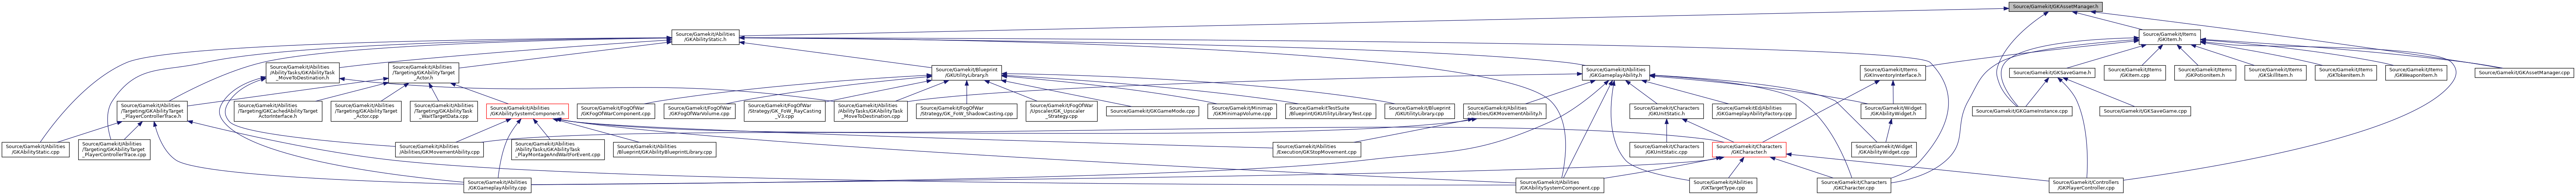 Source/Gamekit/GKAssetManager.h
Source/Gamekit/Abilities
/GKAbilityStatic.h
Source/Gamekit/Items
/GKItem.h
Source/Gamekit/Abilities
/AbilityTasks/GKAbilityTask
_MoveToDestination.h
Source/Gamekit/Abilities
/Targeting/GKAbilityTarget
_Actor.h
Source/Gamekit/Blueprint
/GKUtilityLibrary.h
Source/Gamekit/Abilities
/GKGameplayAbility.h
Source/Gamekit/Items
/GKInventoryInterface.h
Source/Gamekit/GKSaveGame.h
Source/Gamekit/Items
/GKItem.cpp
Source/Gamekit/Items
/GKPotionItem.h
Source/Gamekit/Items
/GKSkillItem.h
Source/Gamekit/Items
/GKTokenItem.h
Source/Gamekit/Items
/GKWeaponItem.h
Source/Gamekit/GKAssetManager.cpp
Source/Gamekit/Abilities
/Targeting/GKAbilityTarget
_PlayerControllerTrace.h
Source/Gamekit/Abilities
/Targeting/GKCachedAbilityTarget
ActorInterface.h
Source/Gamekit/Abilities
/Targeting/GKAbilityTarget
_Actor.cpp
Source/Gamekit/Abilities
/Targeting/GKAbilityTask
_WaitTargetData.cpp
Source/Gamekit/Abilities
/GKAbilitySystemComponent.h
Source/Gamekit/FogOfWar
/GKFogOfWarComponent.cpp
Source/Gamekit/FogOfWar
/GKFogOfWarVolume.cpp
Source/Gamekit/FogOfWar
/Strategy/GK_FoW_RayCasting
_V3.cpp
Source/Gamekit/Abilities
/AbilityTasks/GKAbilityTask
_MoveToDestination.cpp
Source/Gamekit/FogOfWar
/Strategy/GK_FoW_ShadowCasting.cpp
Source/Gamekit/FogOfWar
/Upscaler/GK_Upscaler
_Strategy.cpp
Source/Gamekit/GKGameMode.cpp
Source/Gamekit/Minimap
/GKMinimapVolume.cpp
Source/GamekitTestSuite
/Blueprint/GKUtilityLibraryTest.cpp
Source/Gamekit/Blueprint
/GKUtilityLibrary.cpp
Source/Gamekit/Abilities
/Abilities/GKMovementAbility.h
Source/Gamekit/Characters
/GKUnitStatic.h
Source/GamekitEd/Abilities
/GKGameplayAbilityFactory.cpp
Source/Gamekit/Widget
/GKAbilityWidget.h
Source/Gamekit/GKGameInstance.cpp
Source/Gamekit/GKSaveGame.cpp
Source/Gamekit/Abilities
/GKAbilityStatic.cpp
Source/Gamekit/Abilities
/Targeting/GKAbilityTarget
_PlayerControllerTrace.cpp
Source/Gamekit/Abilities
/Abilities/GKMovementAbility.cpp
Source/Gamekit/Abilities
/AbilityTasks/GKAbilityTask
_PlayMontageAndWaitForEvent.cpp
Source/Gamekit/Abilities
/Blueprint/GKAbilityBlueprintLibrary.cpp
Source/Gamekit/Abilities
/Execution/GKStopMovement.cpp
Source/Gamekit/Characters
/GKUnitStatic.cpp
Source/Gamekit/Characters
/GKCharacter.h
Source/Gamekit/Widget
/GKAbilityWidget.cpp
Source/Gamekit/Abilities
/GKGameplayAbility.cpp
Source/Gamekit/Abilities
/GKAbilitySystemComponent.cpp
Source/Gamekit/Abilities
/GKTargetType.cpp
Source/Gamekit/Characters
/GKCharacter.cpp
Source/Gamekit/Controllers
/GKPlayerController.cpp